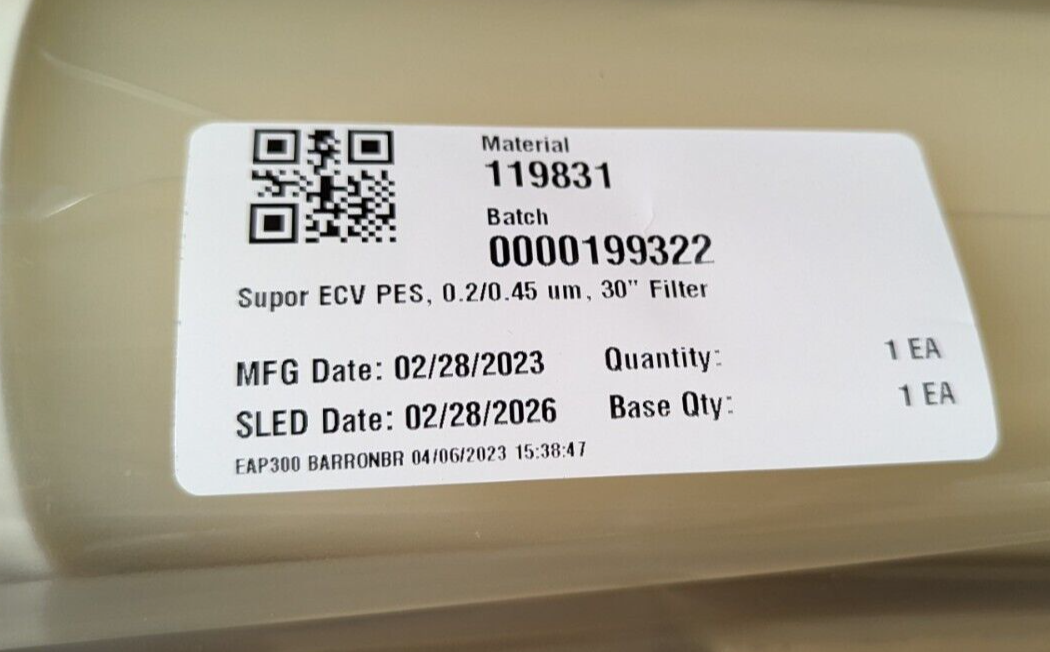 Material
119831
Batch
0000199322
Supor ECV PES, 0.2/0.45 um, 30" Filter
MFG Date: 02/28/2023 Quantity: 1 EA
SLED Date: 02/28/2026 Base Qty: 1 EA
EAP300 BARRONBR 04/06/2023 15:38:47